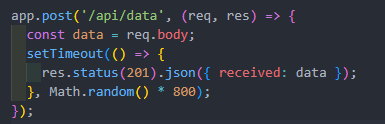 app.post('/api/data', (req, res) => {
  const data = req.body;
  setTimeout(() => {
    res.status(201).json({ received: data });
  }, Math.random() * 800);
});